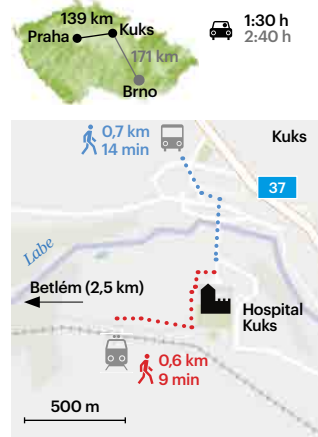 139 km
Praha
Kuks
171 km
Brno
1:30 h
2:40 h
0,7 km
14 min
Kuks
37
Labe
Betlém (2,5 km)
Hospital
Kuks
0,6 km
9 min
500 m